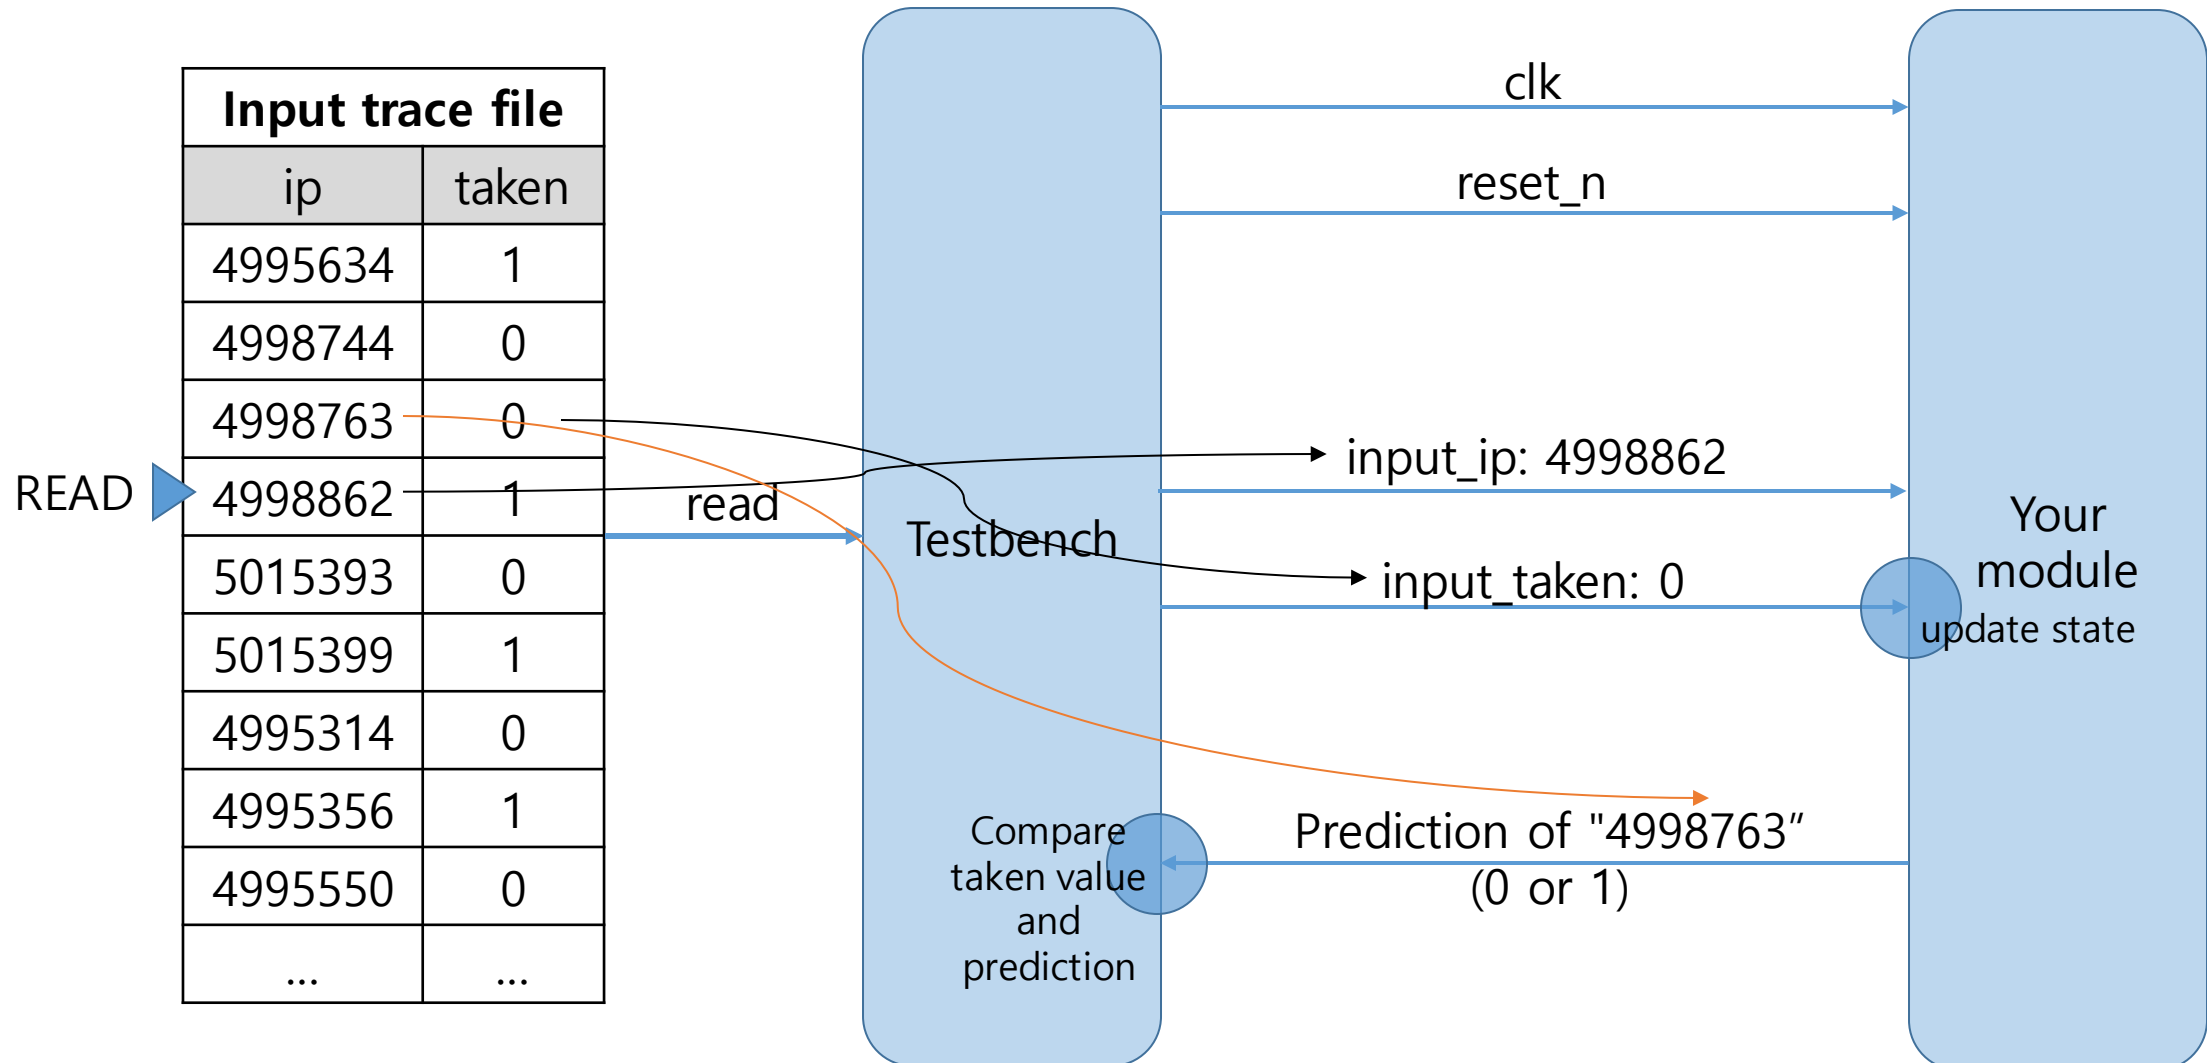 Input trace file
ip taken
4995634 1
4998744 0
4998763 0
4998862 1
5015393 0
5015399 1
4995314 0
4995356 1
4995550 0
... ...
READ
read
Testbench
Compare
taken value
and
prediction
clk
reset_n
input_ip: 4998862
input_taken: 0
Prediction of "4998763”
(0 or 1)
Your
module
update state